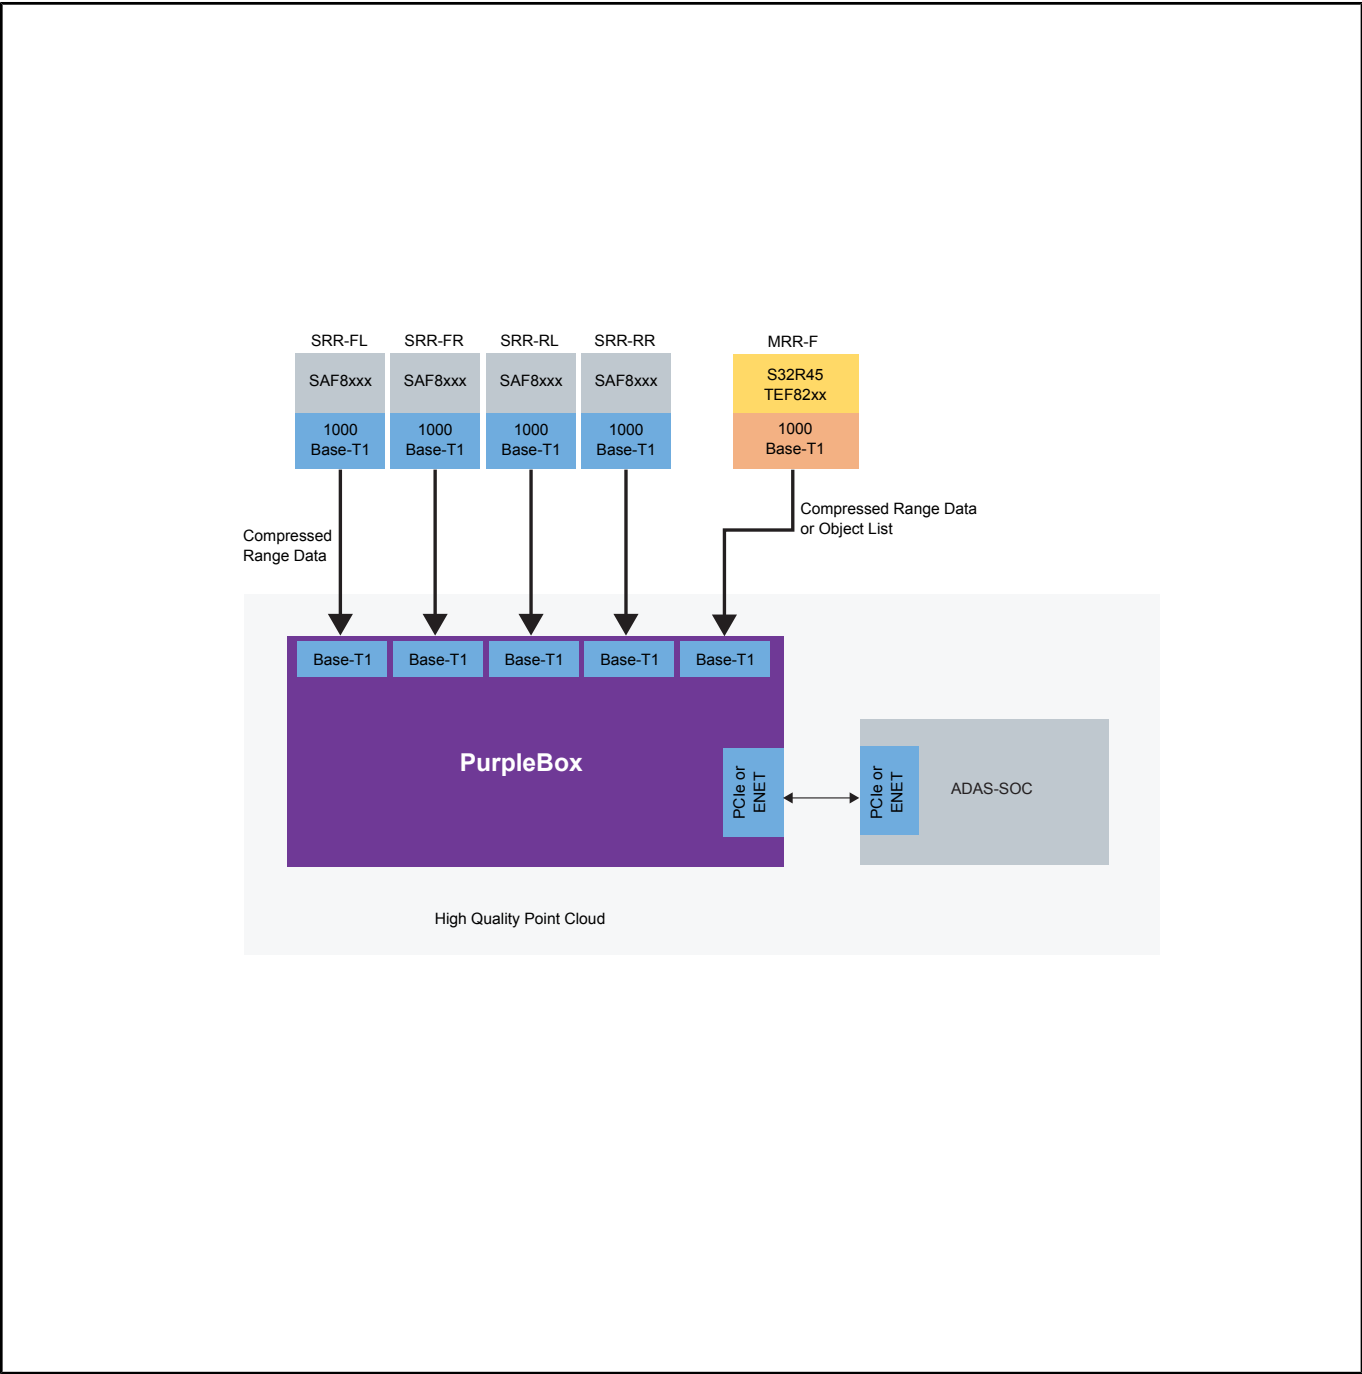 SRR-FL
SRR-FR
SRR-RL
SRR-RR
MRR-F
SAF8xxx
SAF8xxx
SAF8xxx
SAF8xxx
S32R45
TEF82xx
1000
Base-T1
1000
Base-T1
1000
Base-T1
1000
Base-T1
1000
Base-T1
Compressed
Range Data
Compressed Range Data
or Object List
Base-T1
Base-T1
Base-T1
Base-T1
Base-T1
PurpleBox
PCIe or
ENET
PCIe or
ENET
ADAS-SOC
High Quality Point Cloud